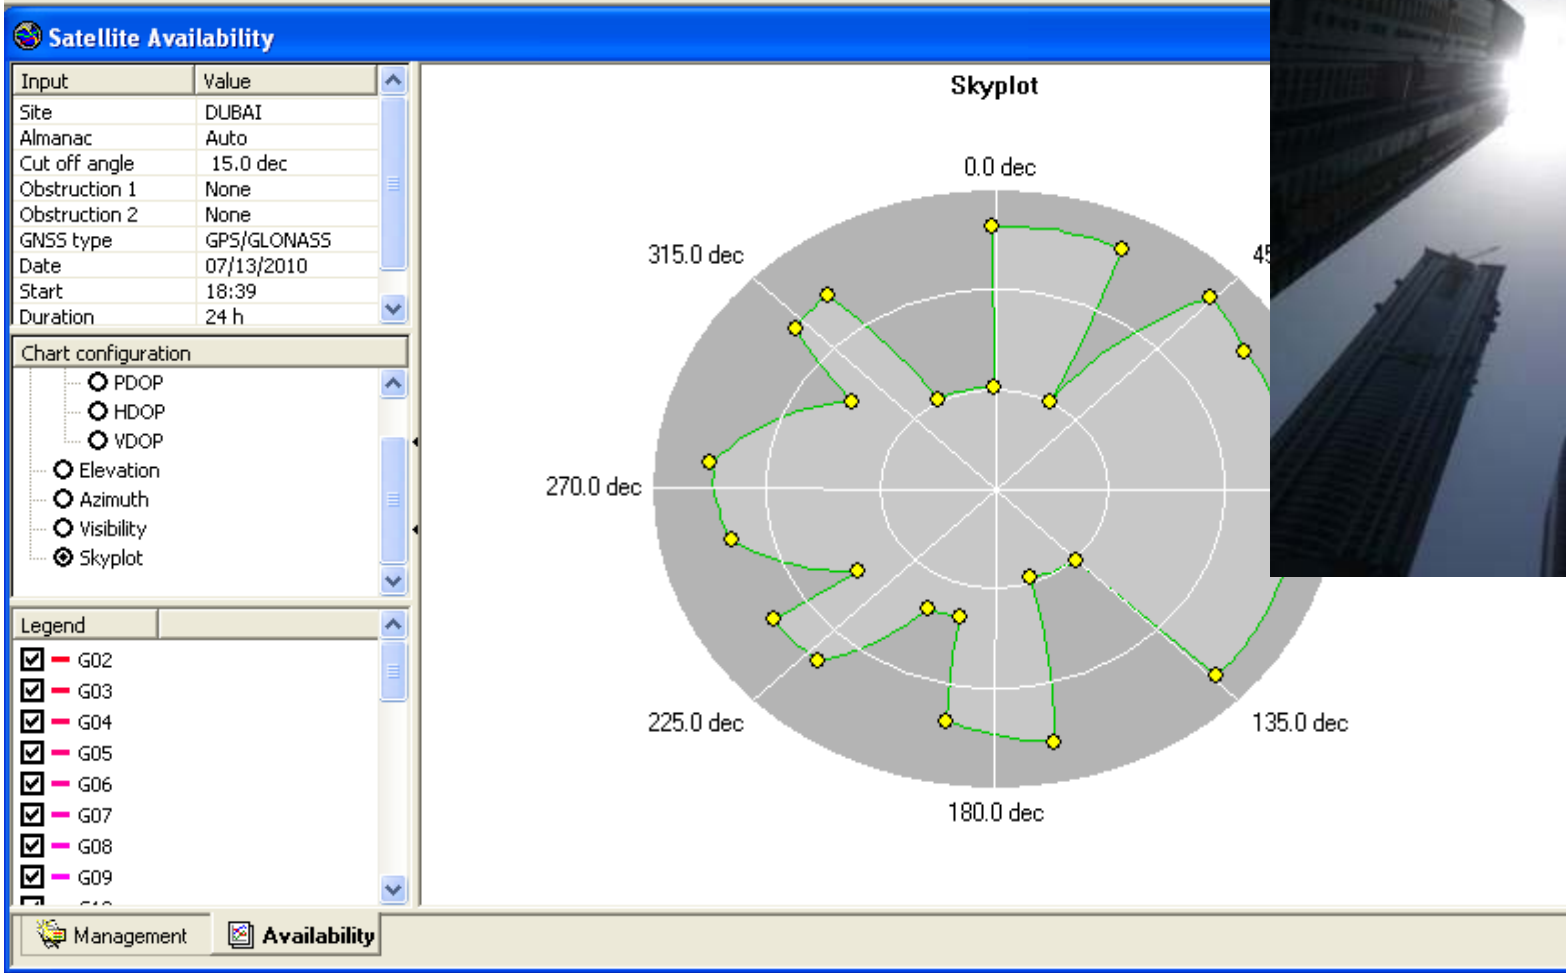 Satellite Availability
Input Value
Site DUBAI
Almanac Auto
Cut off angle 15.0 dec
Obstruction 1 None
Obstruction 2 None
GNSS type GPS/GLONASS
Date 07/13/2010
Start 18:39
Duration 24 h
Chart configuration
PDOP
HDOP
VDOP
Elevation
Azimuth
Visibility
Skyplot
Legend
G02
G03
G04
G05
G06
G07
G08
G09
Skyplot
0.0 dec
315.0 dec
45
270.0 dec
225.0 dec
135.0 dec
180.0 dec
Management Availability